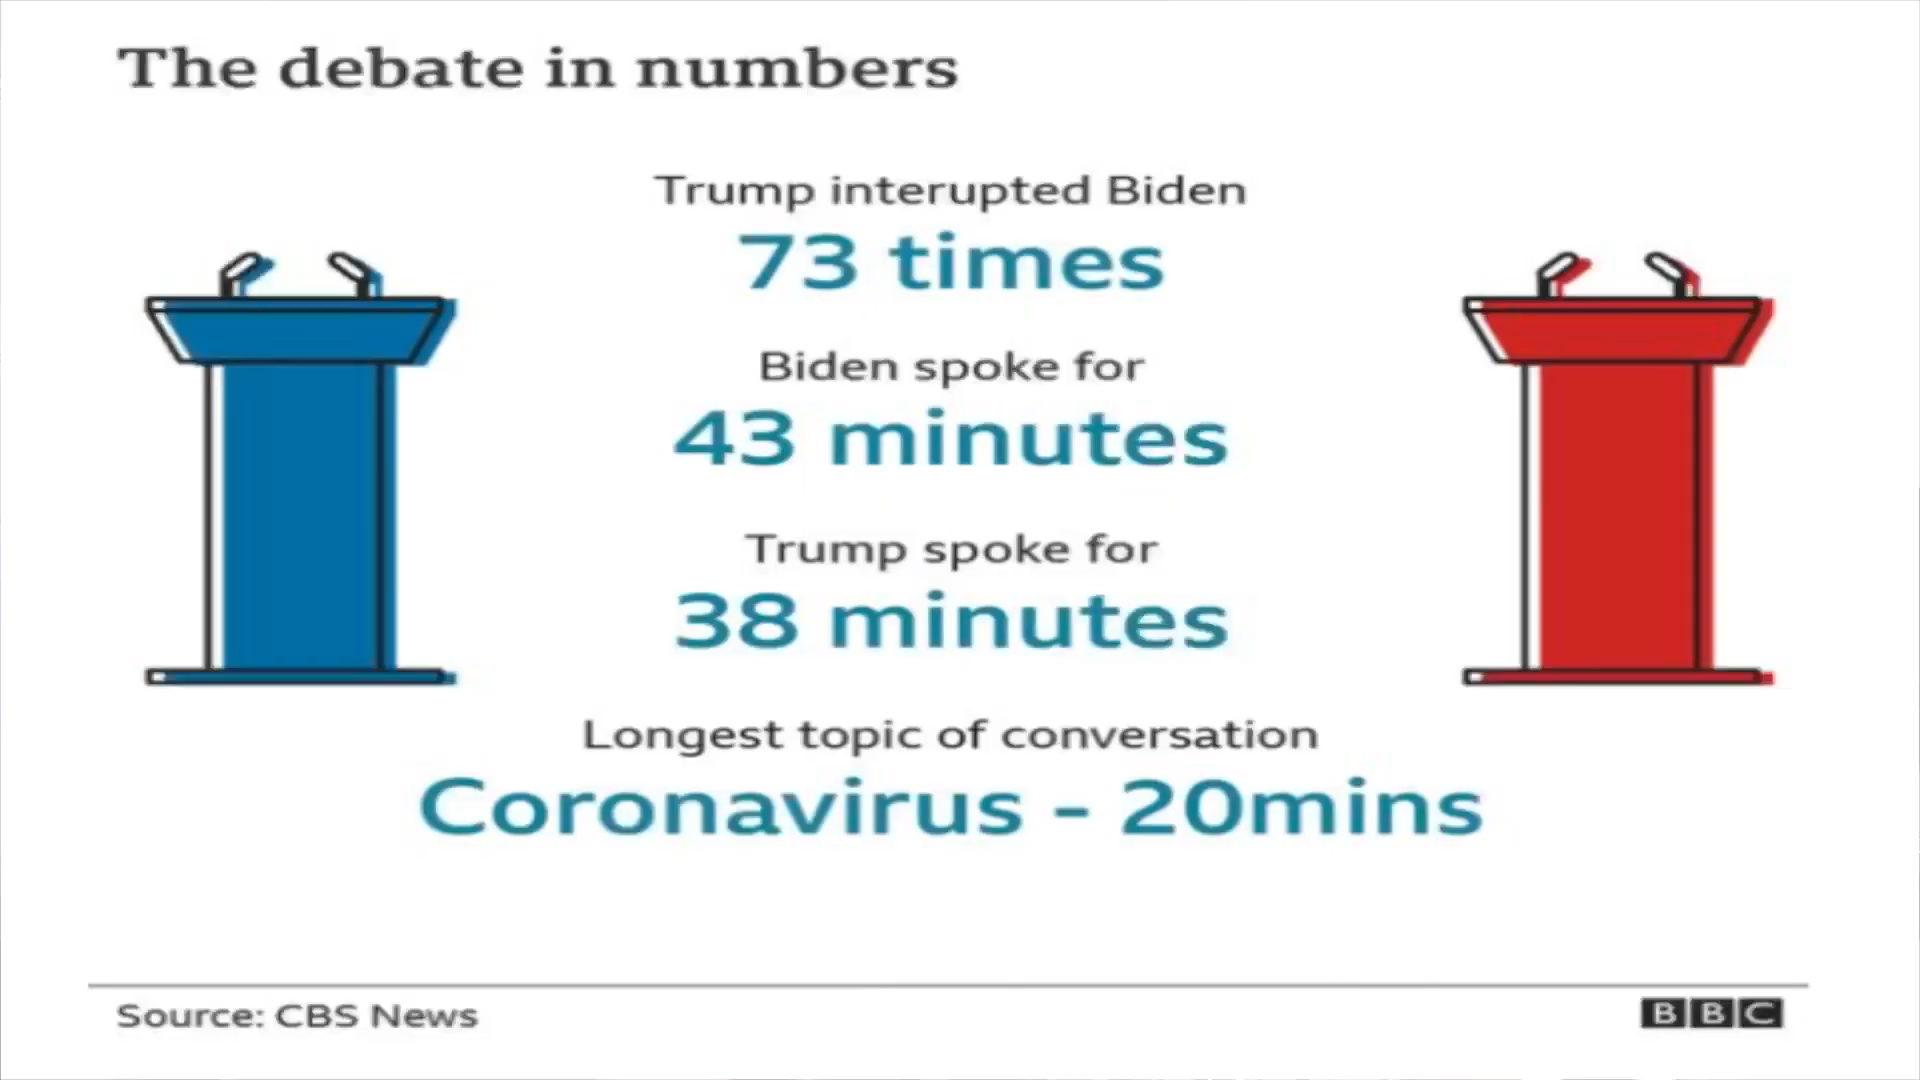 The debate in numbers
Trump interupted Biden
73 times
Biden spoke for
43 minutes
Trump spoke for
38 minutes
Longest topic of conversation
Coronavirus - 20mins
Source: CBS News
BBC